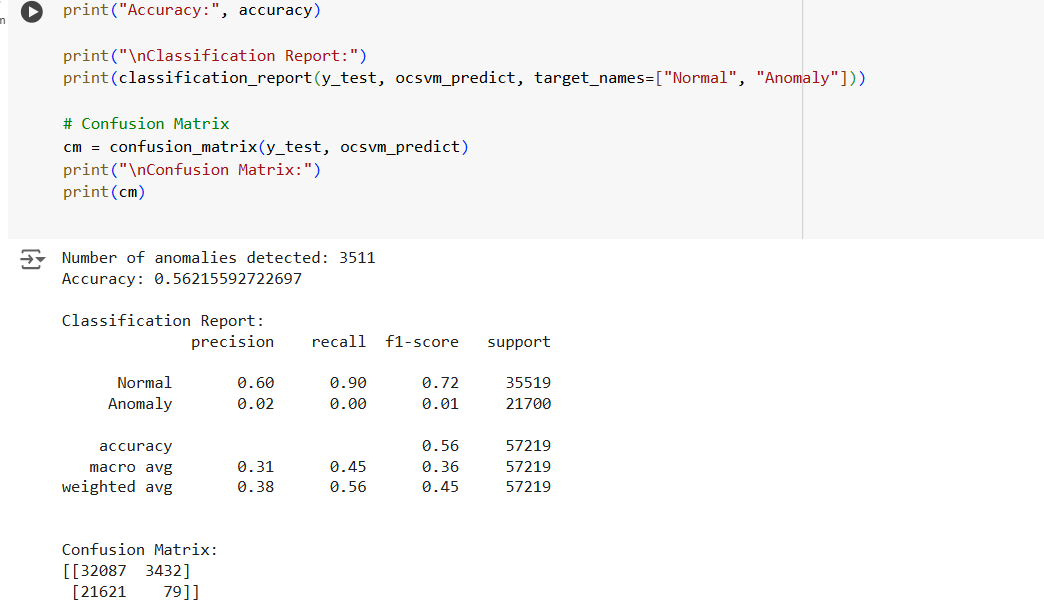 print("Accuracy:", accuracy)
print("\nClassification Report:")
print(classification_report(y_test, ocsvm_predict, target_names=["Normal", "Anomaly"]))
# Confusion Matrix
cm = confusion_matrix(y_test, ocsvm_predict)
print("\nConfusion Matrix:")
print(cm)
Number of anomalies detected: 3511
Accuracy: 0.56215592722697
Classification Report:
precision recall f1-score support
Normal 0.60 0.90 0.72 35519
Anomaly 0.02 0.00 0.01 21700
accuracy 0.56 57219
macro avg 0.31 0.45 0.36 57219
weighted avg 0.38 0.56 0.45 57219
Confusion Matrix:
[[32087 3432]
[21621 79]]